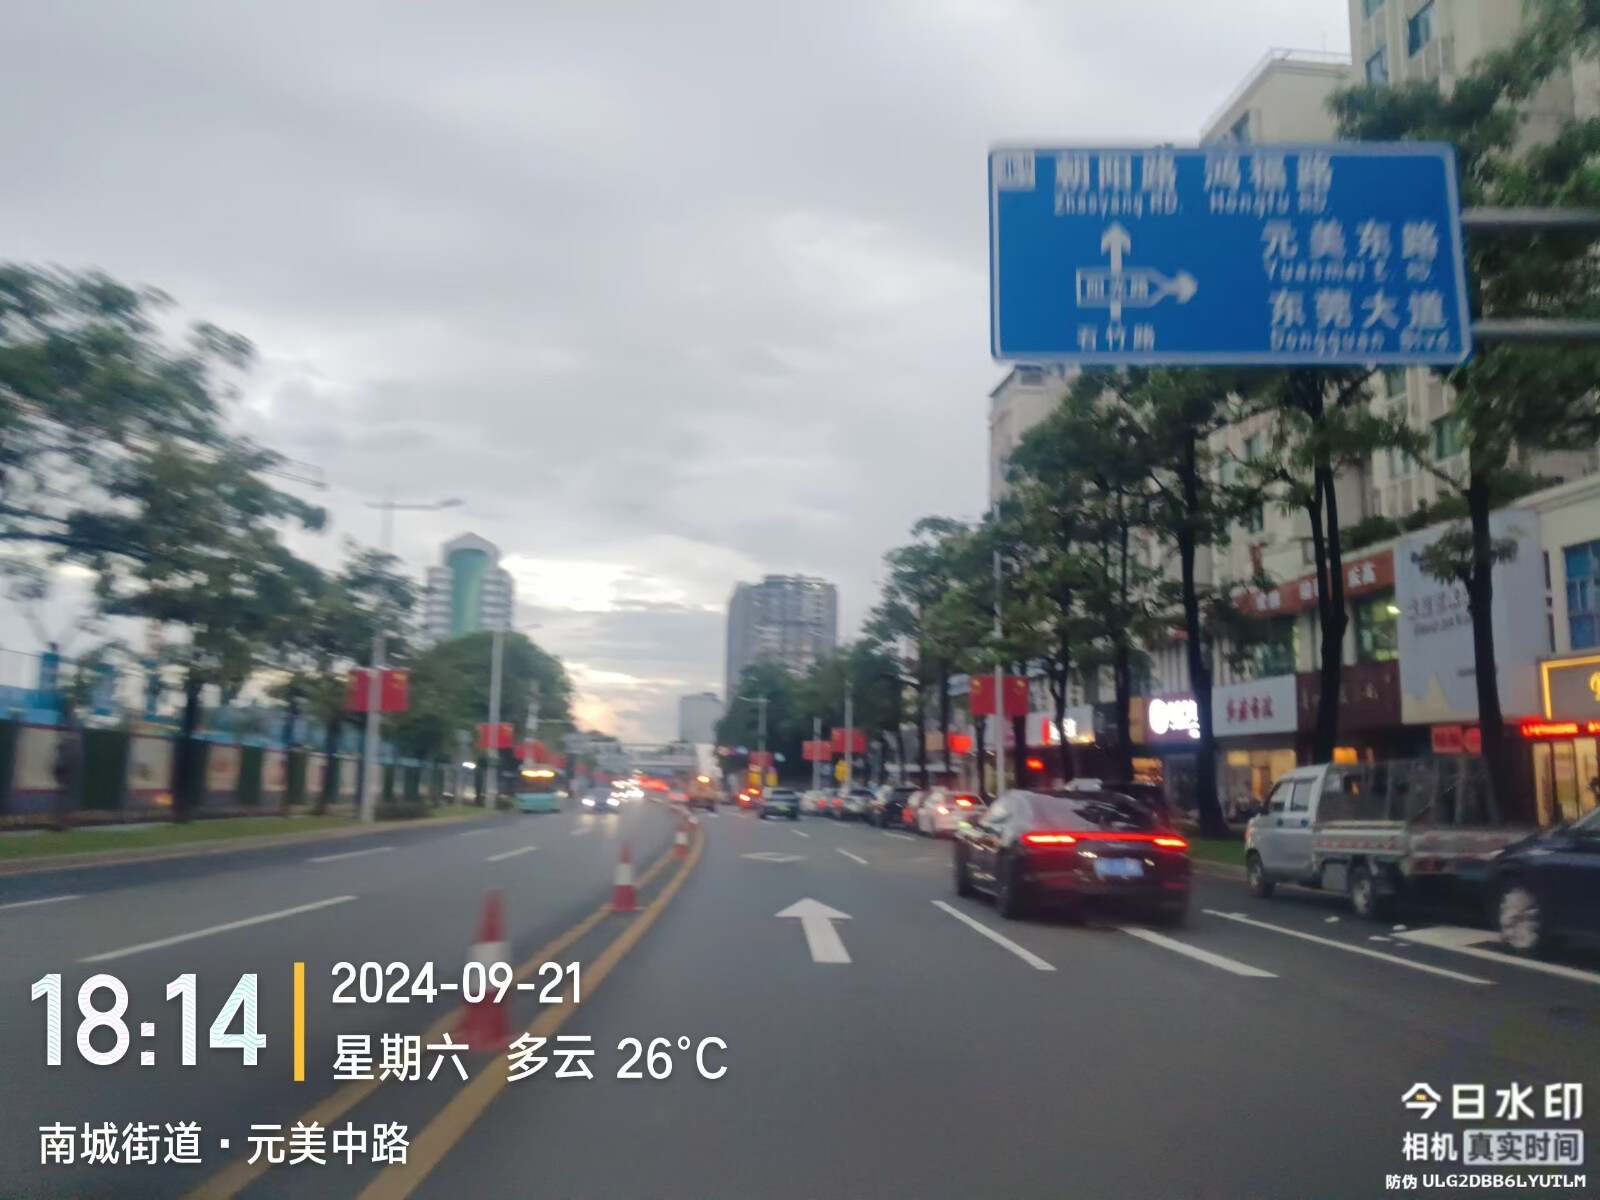 朝阳路 鸿福路
Zhaoyang RD. Hongfu RD.
元美东路
Yuanmei E. RD.
东莞大道
Dongguan Blvd.
石竹路
18:14
2024-09-21
星期六 多云 26°C
南城街道·元美中路
今日水印
相机 真实时间
防伪 ULG2DBB6LYUTLM